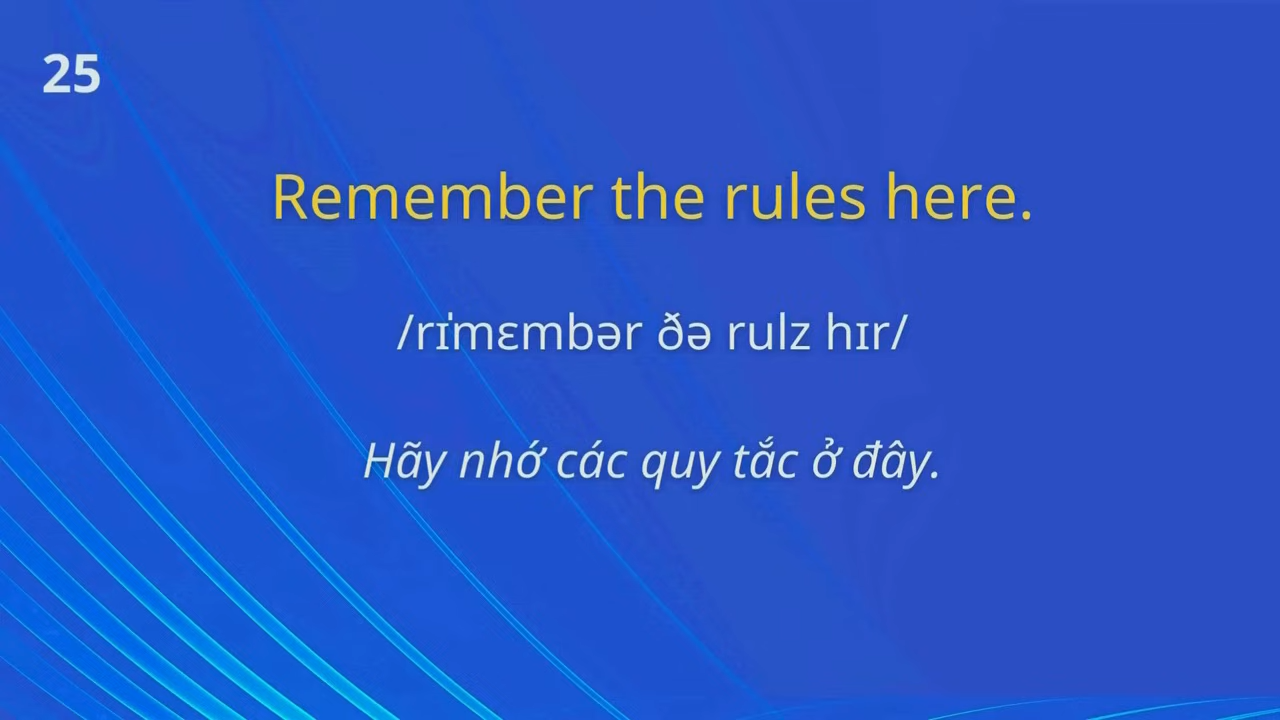 25
Remember the rules here.
/rɪˈmɛmbər ðə rulz hɪr/
Hãy nhớ các quy tắc ở đây.